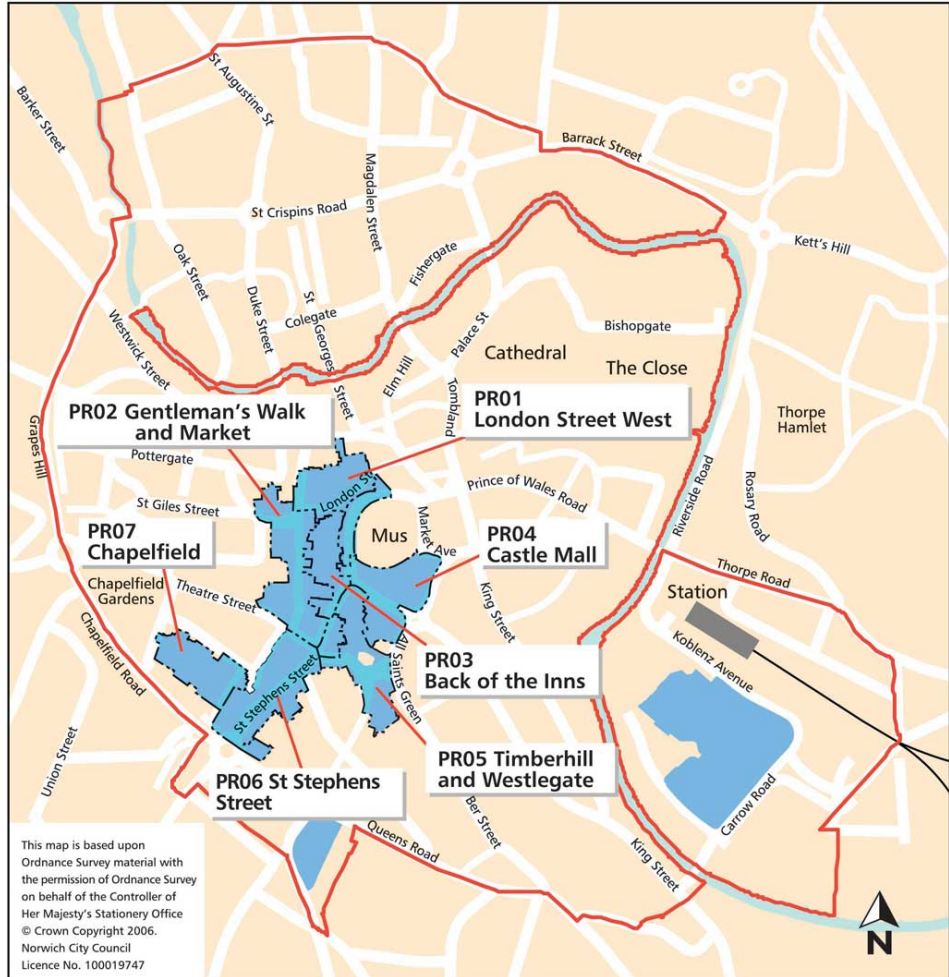 St Augustine St
Barker Street
Barrack Street
Magdalen Street
St Crispins Road
Kett's Hill
Oak Street
Fishergate
Duke Street
St Georges
Street
Colegate
Palace St
Bishopgate
Westwick Street
Elm Hill
Cathedral
The Close
Tombland
PR02 Gentleman's Walk
and Market
PR01
London Street West
Thorpe
Hamlet
Grapes Hill
Pottergate
London St
Prince of Wales Road
Riverside Road
Rosary Road
St Giles Street
Mus
Market Ave
PR07
Chapelfield
PR04
Castle Mall
Thorpe Road
Chapelfield
Gardens
Theatre Street
King Street
Station
Chapelfield Road
All Saints Green
Koblenz Avenue
PR03
Back of the Inns
St Stephens Street
Union Street
PR06 St Stephens
Street
PR05 Timberhill
and Westlegate
Carrow Road
Ber Street
Queens Road
King Street
This map is based upon
Ordnance Survey material with
the permission of Ordnance Survey
on behalf of the Controller of
Her Majesty's Stationery Office
© Crown Copyright 2006.
Norwich City Council
Licence No. 100019747
N